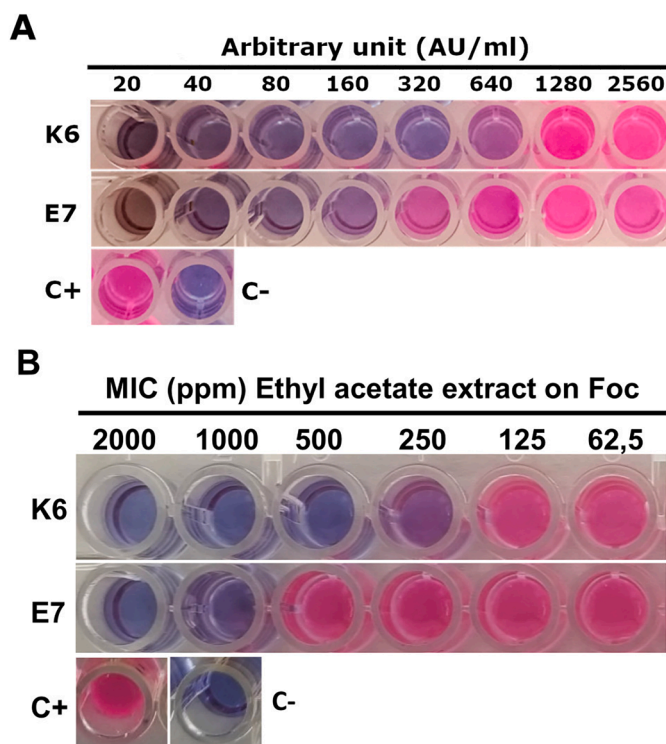 A
Arbitrary unit (AU/ml)
20 40 80 160 320 640 1280 2560
K6
E7
C+ C-
B
MIC (ppm) Ethyl acetate extract on Foc
2000 1000 500 250 125 62,5
K6
E7
C+ C-